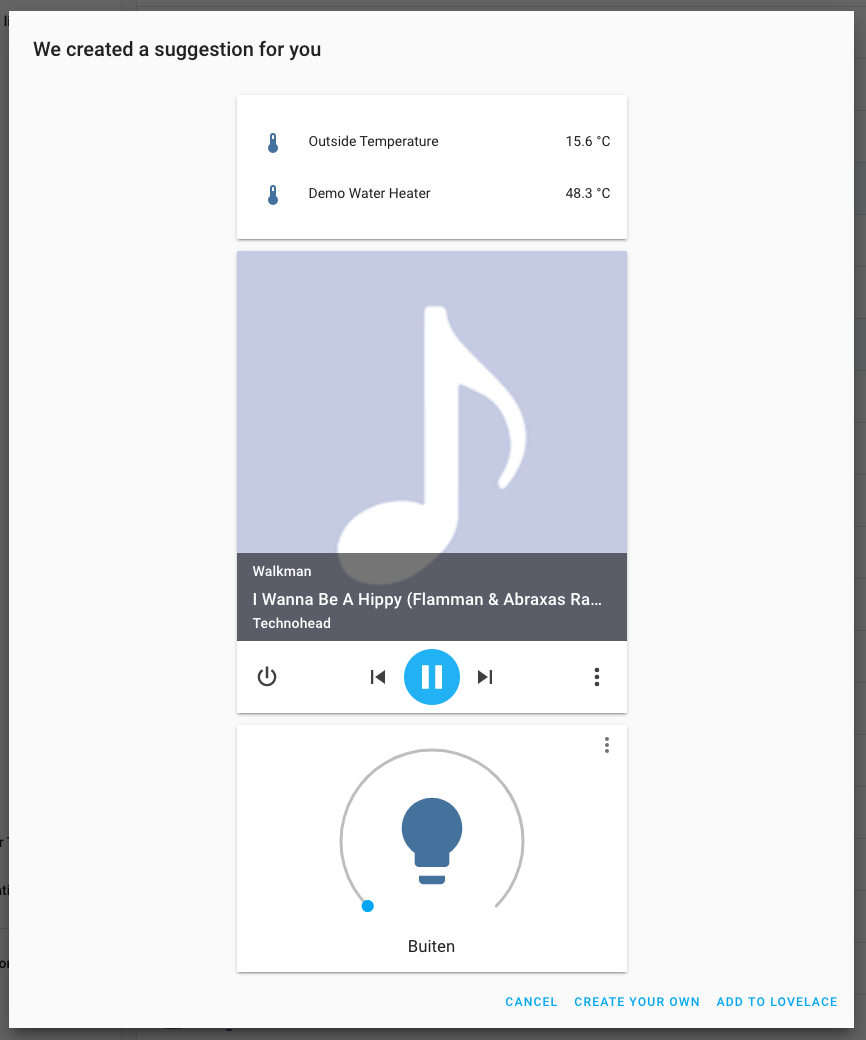 We created a suggestion for you
Outside Temperature 15.6 °C
Demo Water Heater 48.3 °C
Walkman
I Wanna Be A Hippy (Flamman & Abraxas Ra...
Technohead
Buiten
CANCEL CREATE YOUR OWN ADD TO LOVELACE